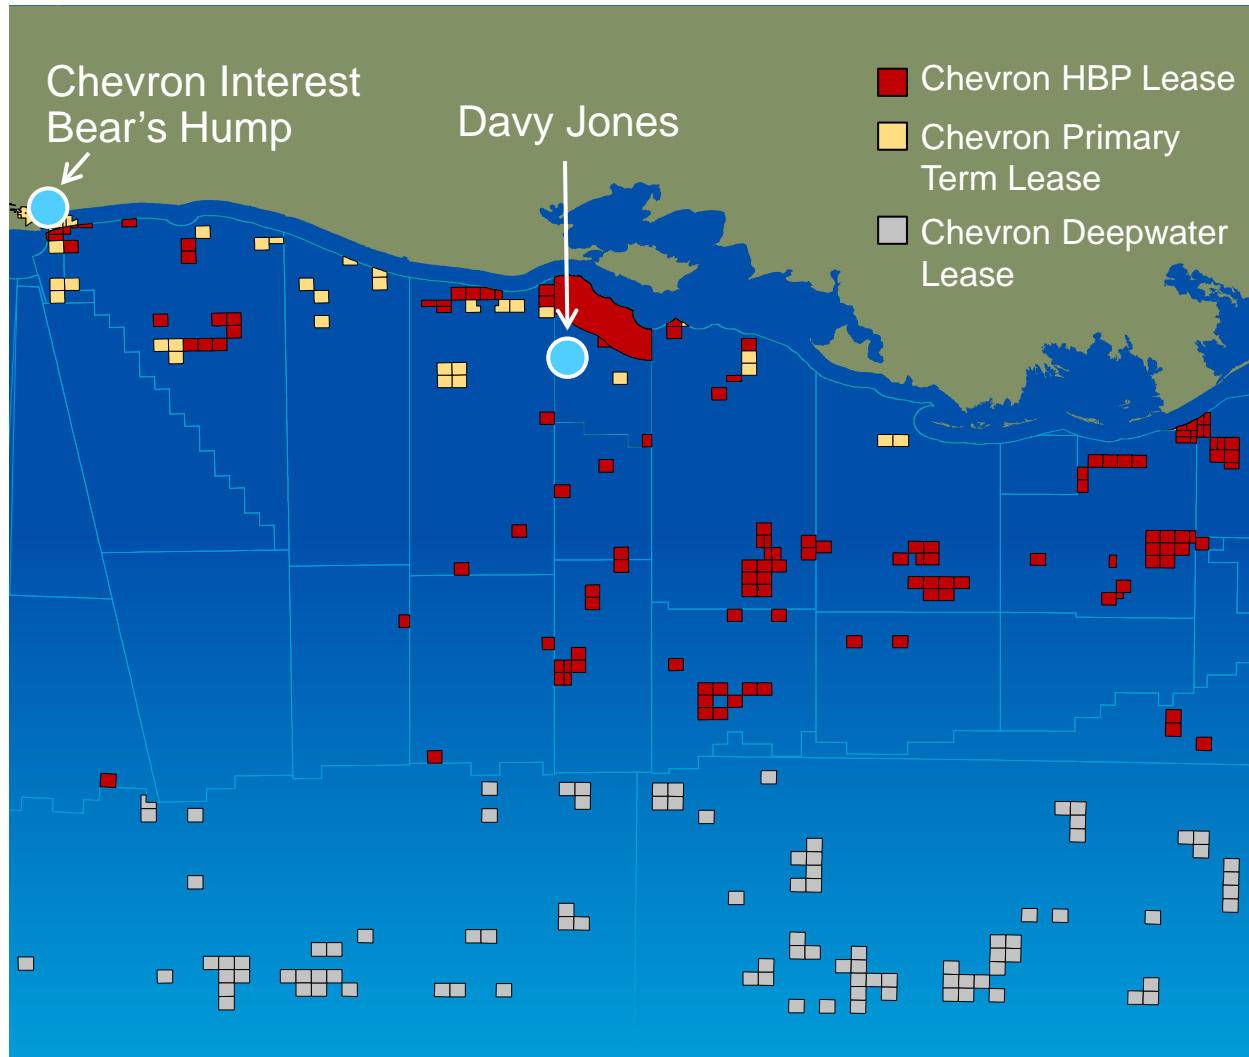 Chevron Interest
Bear’s Hump
Davy Jones
Chevron HBP Lease
Chevron Primary
Term Lease
Chevron Deepwater
Lease